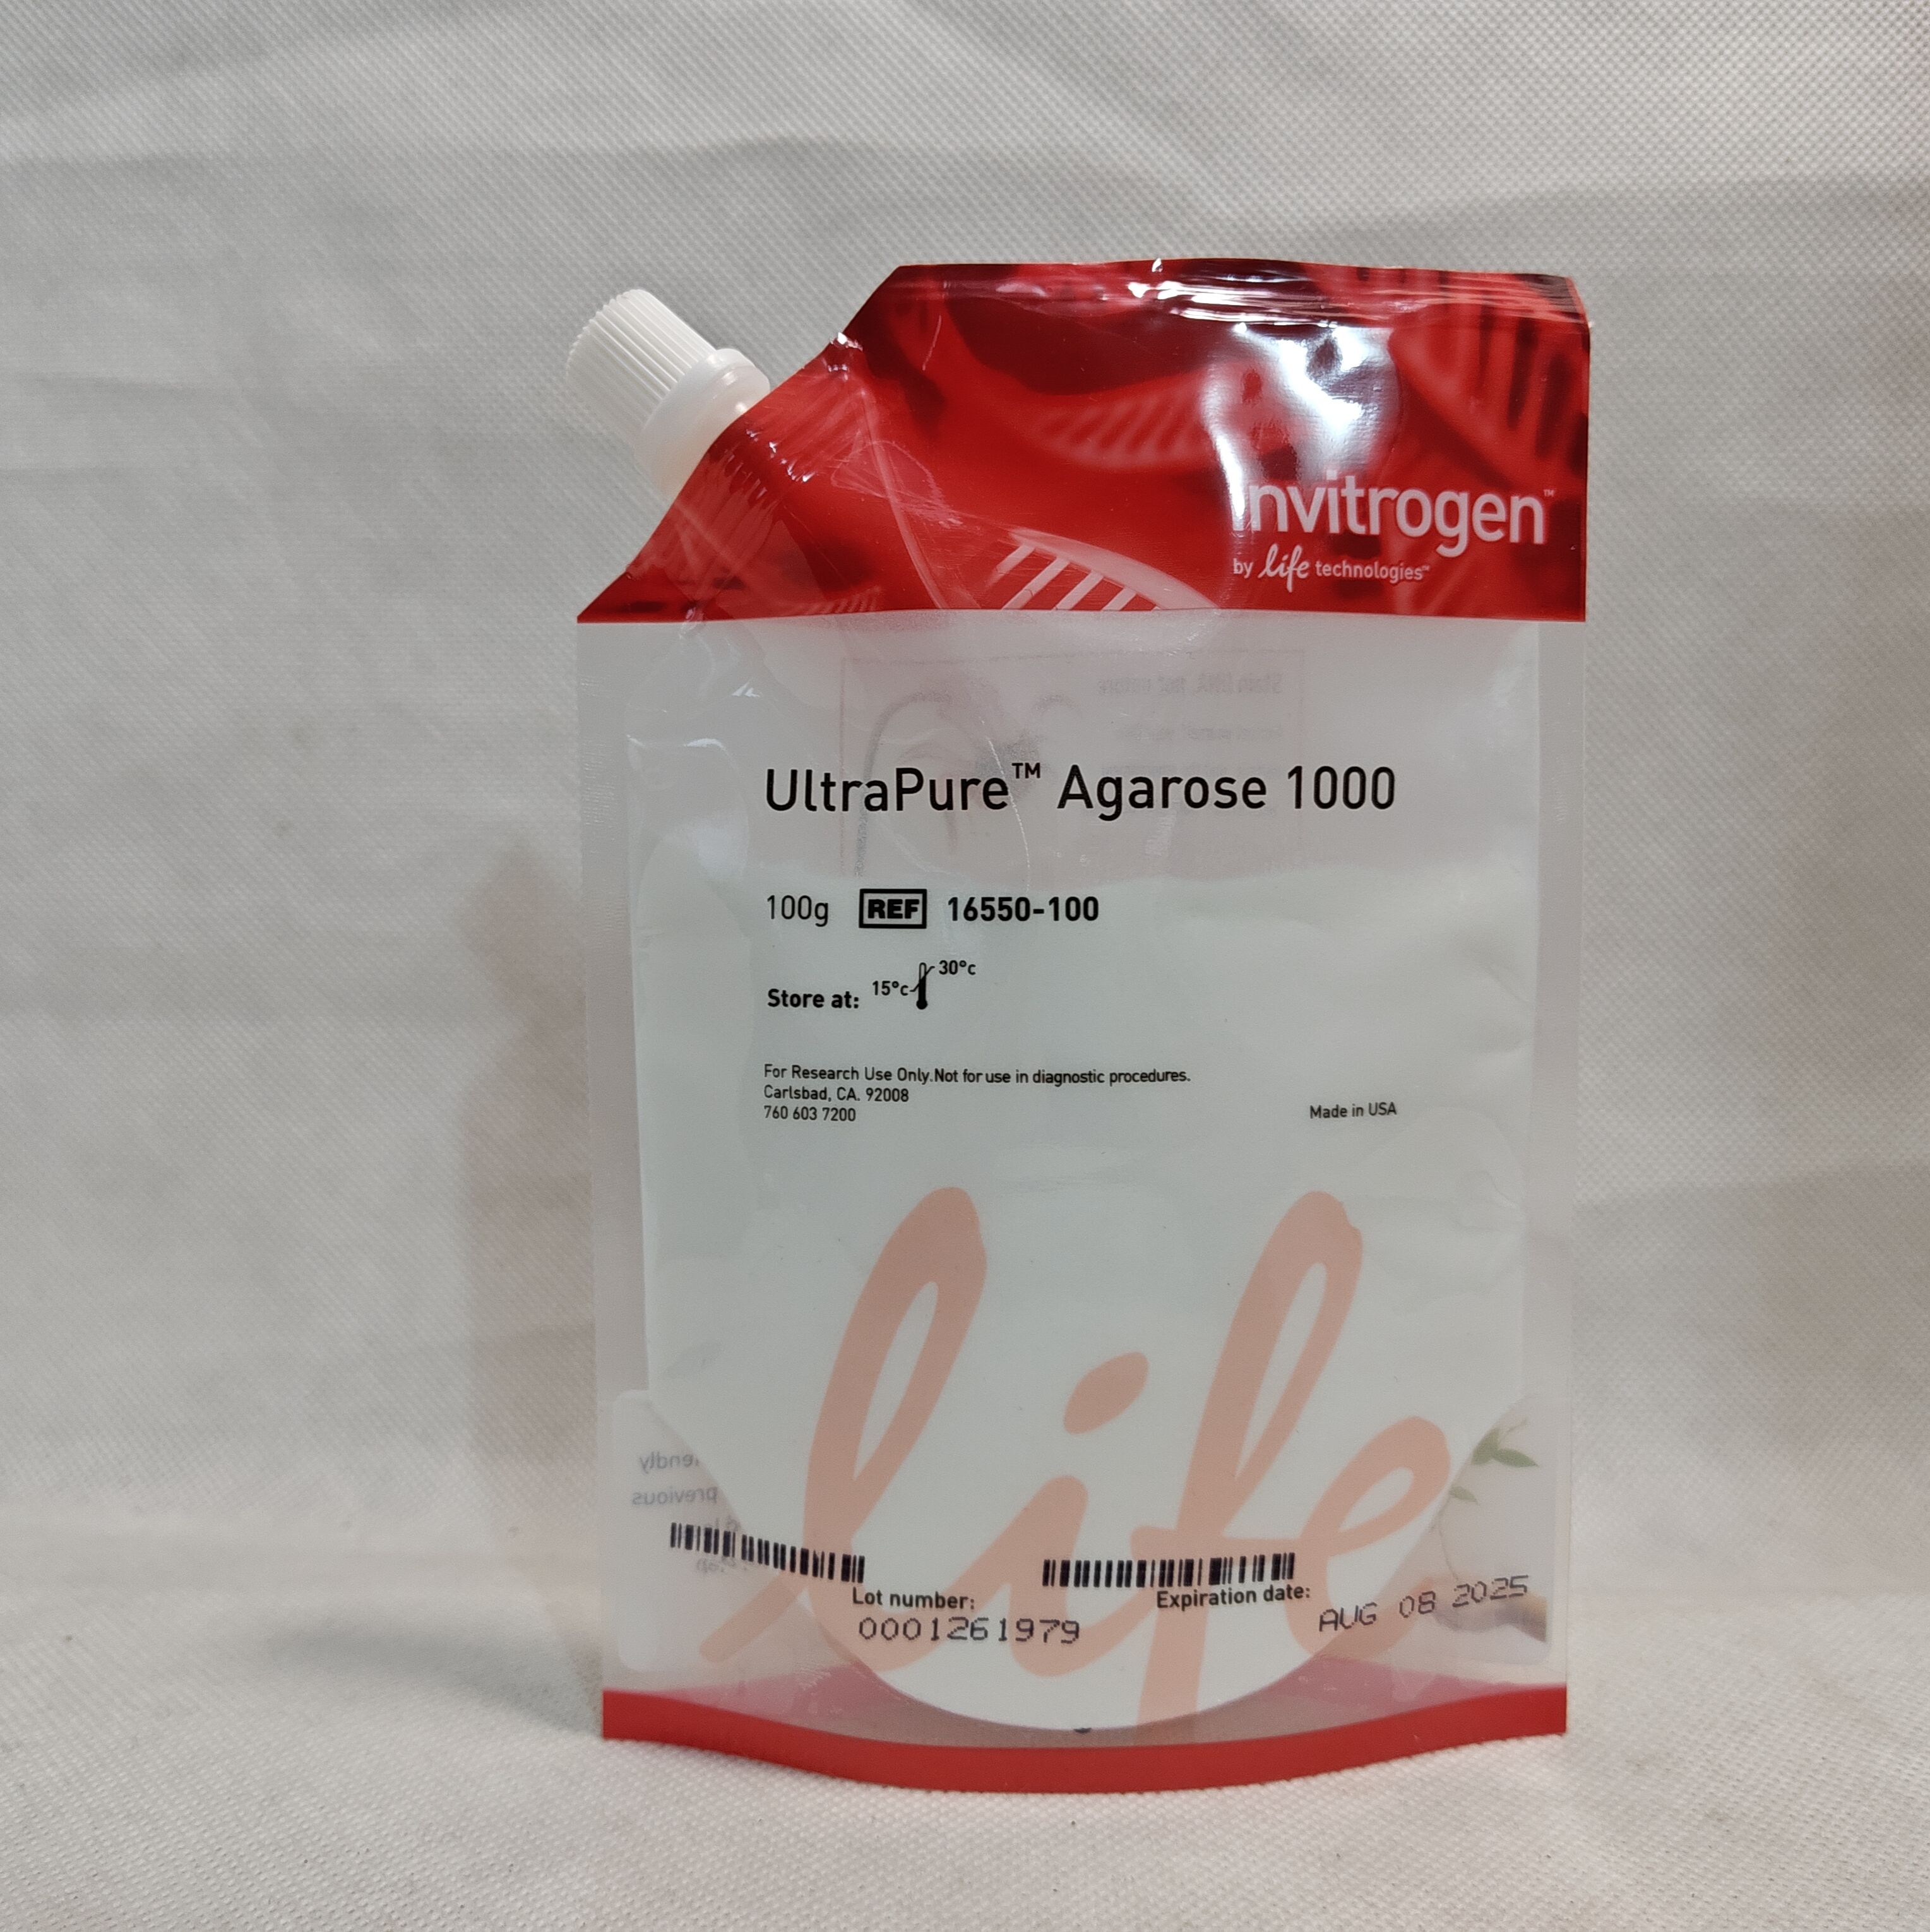 invitrogen™
by life technologies™
UltraPure™ Agarose 1000
100g REF 16550-100
Store at: 15°c 30°c
For Research Use Only.Not for use in diagnostic procedures.
Carlsbad, CA. 92008
760 603 7200
Made in USA
life
Lot number:
0001261979
Expiration date:
AUG 08 2025